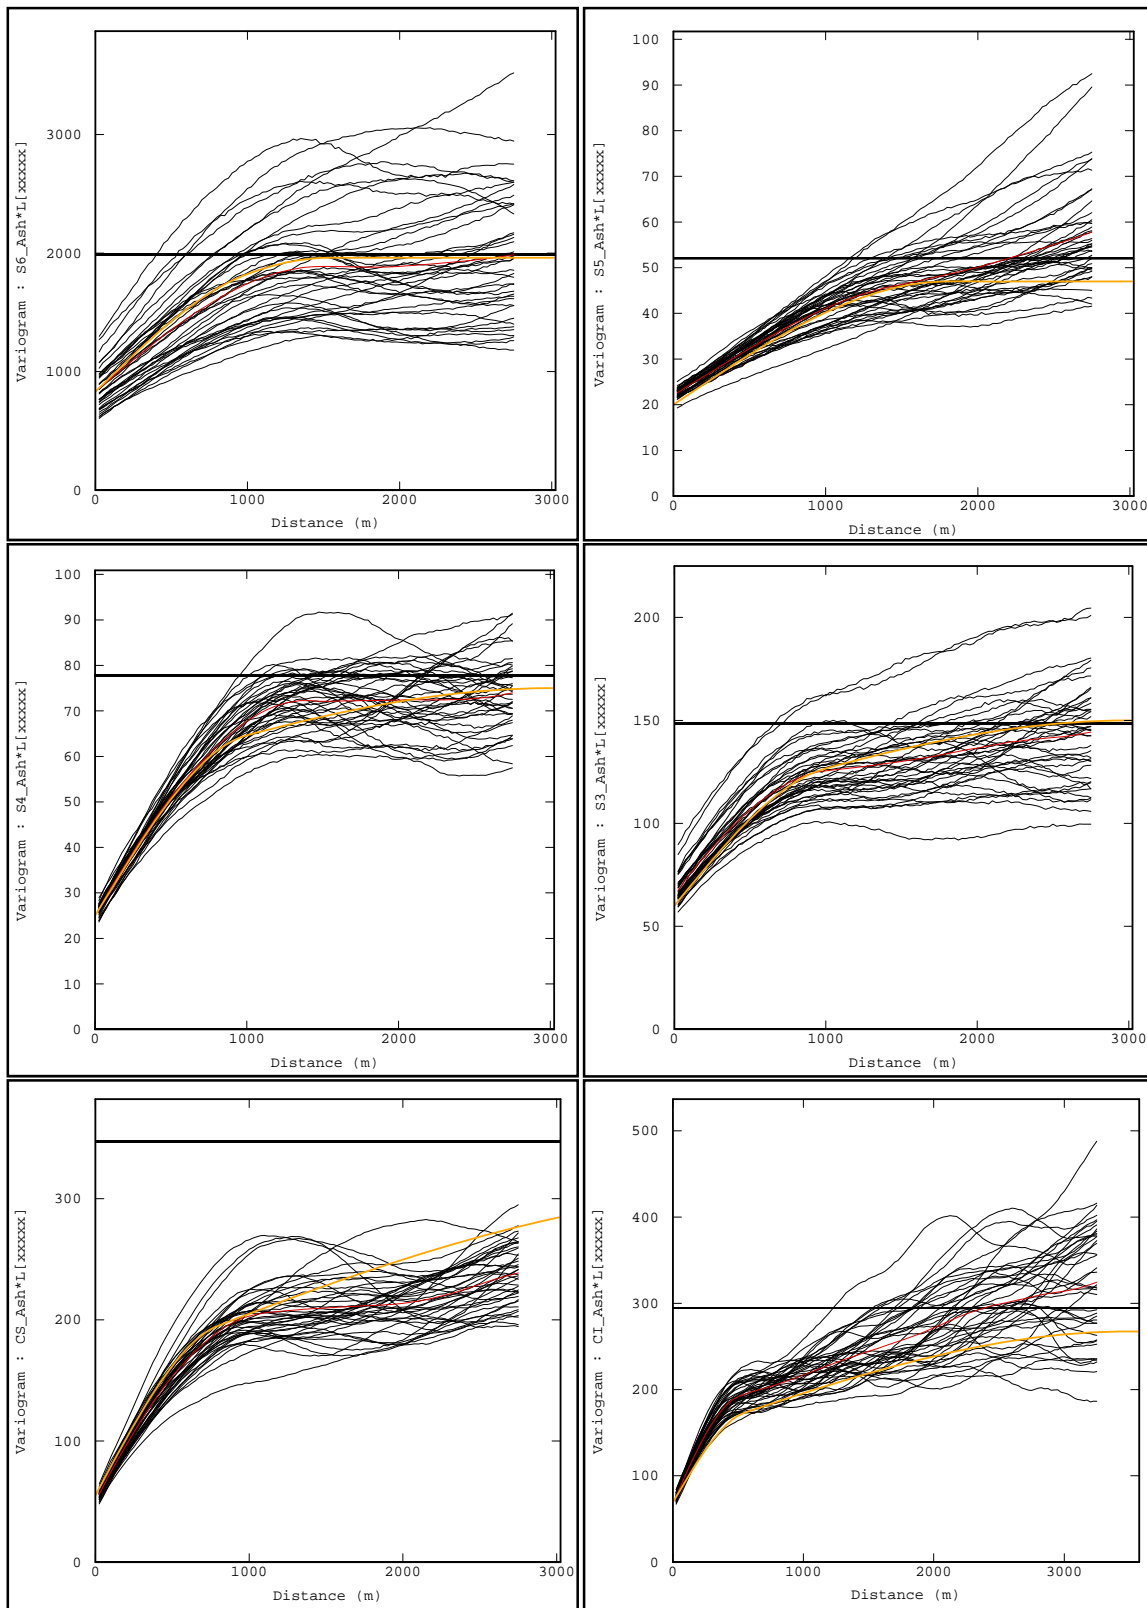 Variogram : S6_Ash*L[xxxxx]
3000
2000
1000
0
0 1000 2000 3000
Distance (m)
Variogram : S5_Ash*L[xxxxx]
100
90
80
70
60
50
40
30
20
10
0
0 1000 2000 3000
Distance (m)
Variogram : S4_Ash*L[xxxxx]
100
90
80
70
60
50
40
30
20
10
0
0 1000 2000 3000
Distance (m)
Variogram : S3_Ash*L[xxxxx]
200
150
100
50
0
0 1000 2000 3000
Distance (m)
Variogram : CS_Ash*L[xxxxx]
300
200
100
0
0 1000 2000 3000
Distance (m)
Variogram : CI_Ash*L[xxxxx]
500
400
300
200
100
0
0 1000 2000 3000
Distance (m)